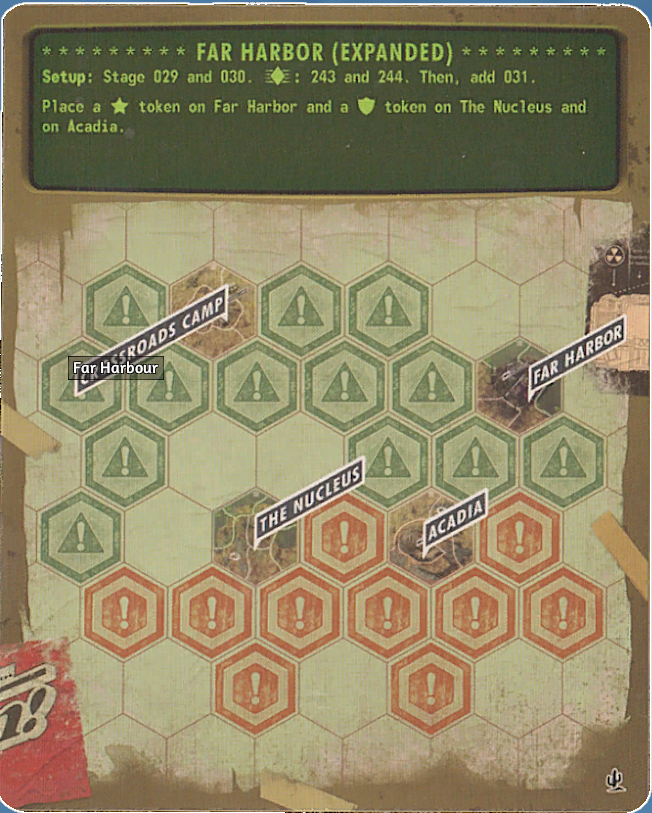 ********* FAR HARBOR (EXPANDED) *********
Setup: Stage 029 and 030. : 243 and 244. Then, add 031.
Place a ★ token on Far Harbor and a token on The Nucleus and
on Acadia.
CROSSROADS CAMP
FAR HARBOR
Far Harbour
THE NUCLEUS
ACADIA
n!